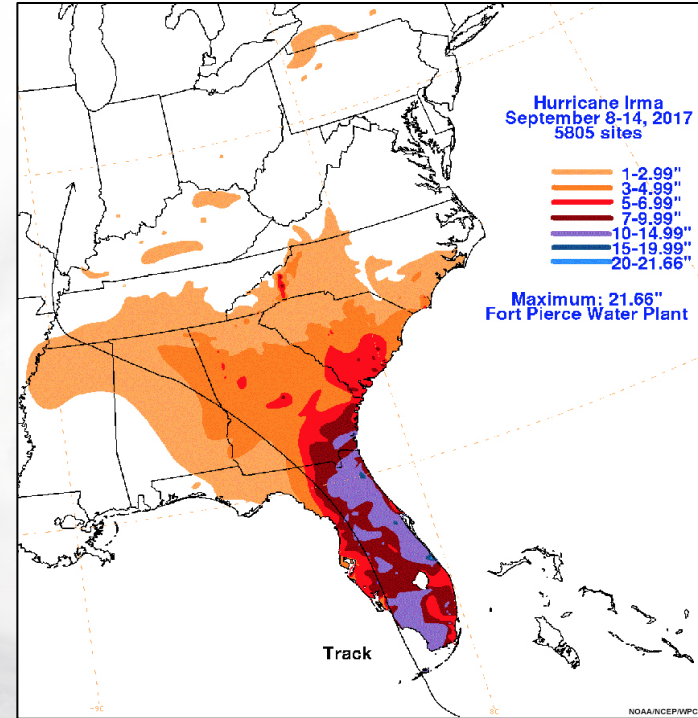 Hurricane Irma
September 8-14, 2017
5805 sites
1-2.99"
3-4.99"
5-6.99"
7-9.99"
10-14.99"
15-19.99"
20-21.66"
Maximum: 21.66"
Fort Pierce Water Plant
Track
NOAA/NCEP/WPC